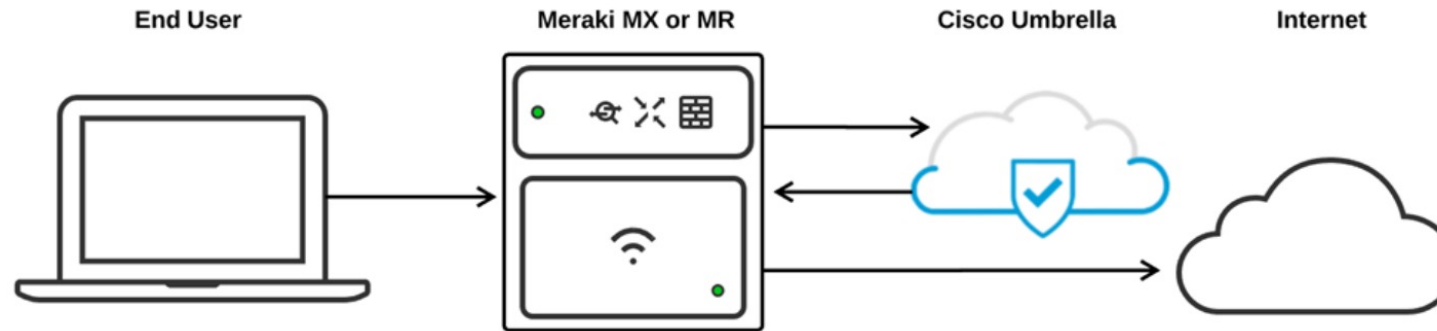 End User
Meraki MX or MR
Cisco Umbrella
Internet